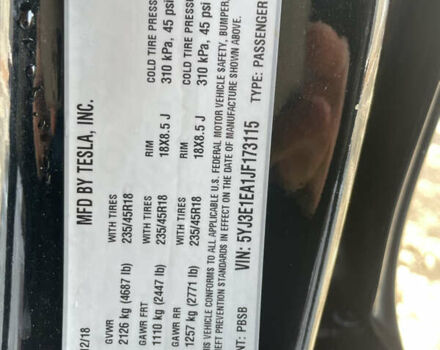 12/18 MFD BY TESLA, INC.
GVWR WITH TIRES RIM COLD TIRE PRESS
2126 kg (4687 lb) 235/45R18 18X8.5 J 310 kPa, 45 psi
GAWR FRT WITH TIRES RIM COLD TIRE PRES
1110 kg (2447 lb) 235/45R18 18X8.5 J 310 kPa, 45 psi
GAWR RR WITH TIRES
1257 kg (2771 lb) 235/45R18
THIS VEHICLE CONFORMS TO ALL APPLICABLE U.S. FEDERAL MOTOR VEHICLE SAFETY, BUMPER,
THEFT PREVENTION STANDARDS IN EFFECT ON THE DATE OF MANUFACTURE SHOWN ABOVE.
VIN: 5YJ3E1EA1JF173115 TYPE: PASSENGER
NT: PBSB